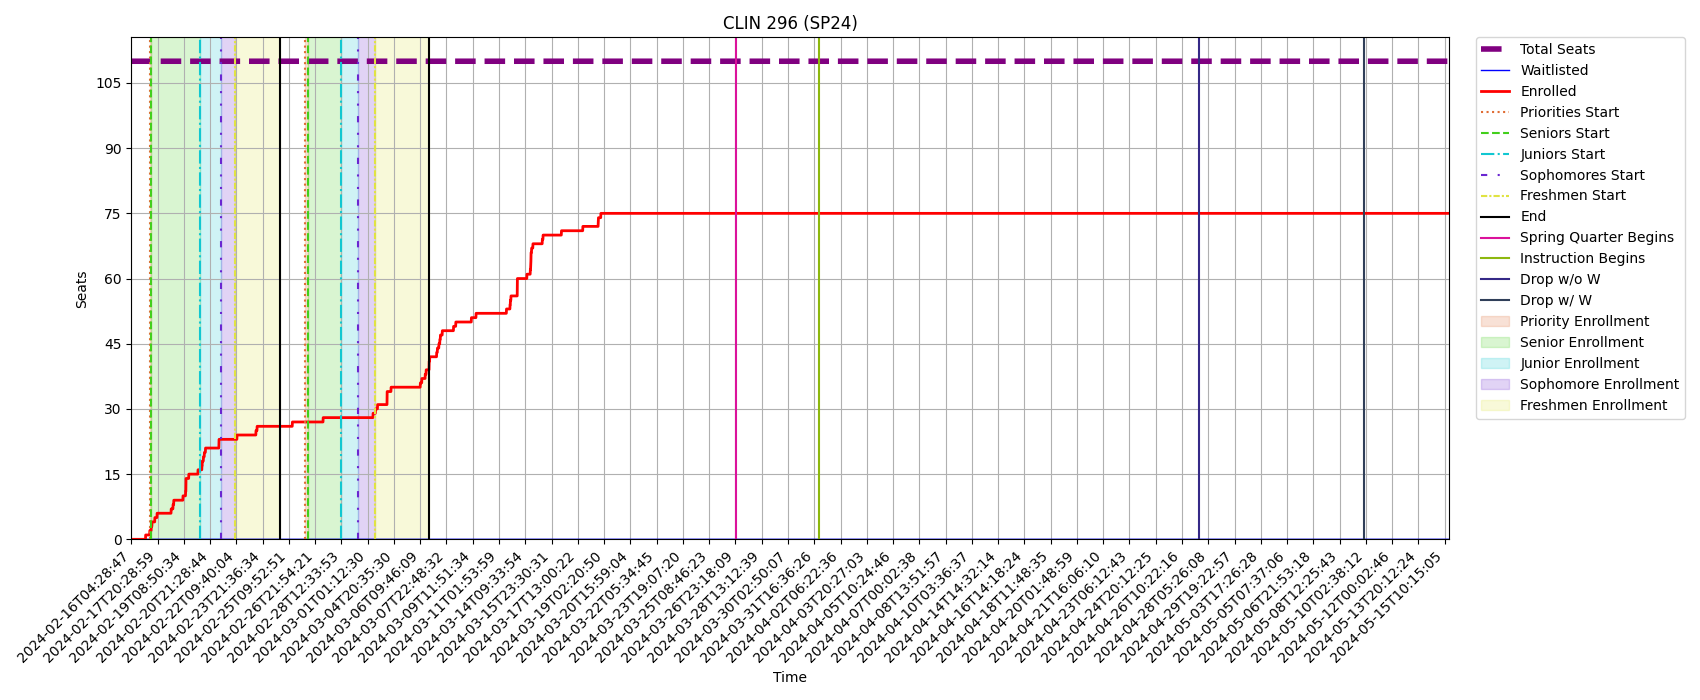 CLIN 296 (SP24)
Seats
105
90
75
60
45
30
15
0
2024-02-16T04:28:47
2024-02-17T20:28:59
2024-02-19T08:50:34
2024-02-20T21:28:44
2024-02-22T09:40:04
2024-02-23T21:36:34
2024-02-25T09:52:51
2024-02-26T21:54:21
2024-02-28T12:33:53
2024-03-01T01:12:30
2024-03-04T20:35:30
2024-03-06T09:46:09
2024-03-07T22:48:32
2024-03-09T11:51:34
2024-03-11T01:53:59
2024-03-14T09:33:54
2024-03-15T23:30:31
2024-03-17T13:00:22
2024-03-19T02:20:50
2024-03-20T15:59:04
2024-03-22T05:34:45
2024-03-23T19:07:20
2024-03-25T08:46:23
2024-03-26T23:18:09
2024-03-28T13:12:39
2024-03-30T02:50:07
2024-03-31T16:36:26
2024-04-02T06:22:36
2024-04-03T20:27:03
2024-04-05T10:24:46
2024-04-07T00:02:38
2024-04-08T13:51:57
2024-04-10T03:36:37
2024-04-14T14:32:14
2024-04-16T14:18:24
2024-04-18T11:48:35
2024-04-20T01:48:59
2024-04-21T16:06:10
2024-04-23T06:12:43
2024-04-24T20:12:25
2024-04-26T10:22:16
2024-04-28T05:26:08
2024-04-29T19:22:57
2024-05-03T17:26:28
2024-05-05T07:37:06
2024-05-06T21:53:18
2024-05-08T12:25:43
2024-05-10T02:38:12
2024-05-12T00:02:46
2024-05-13T20:12:24
2024-05-15T10:15:05
Time
Total Seats
Waitlisted
Enrolled
Priorities Start
Seniors Start
Juniors Start
Sophomores Start
Freshmen Start
End
Spring Quarter Begins
Instruction Begins
Drop w/o W
Drop w/ W
Priority Enrollment
Senior Enrollment
Junior Enrollment
Sophomore Enrollment
Freshmen Enrollment